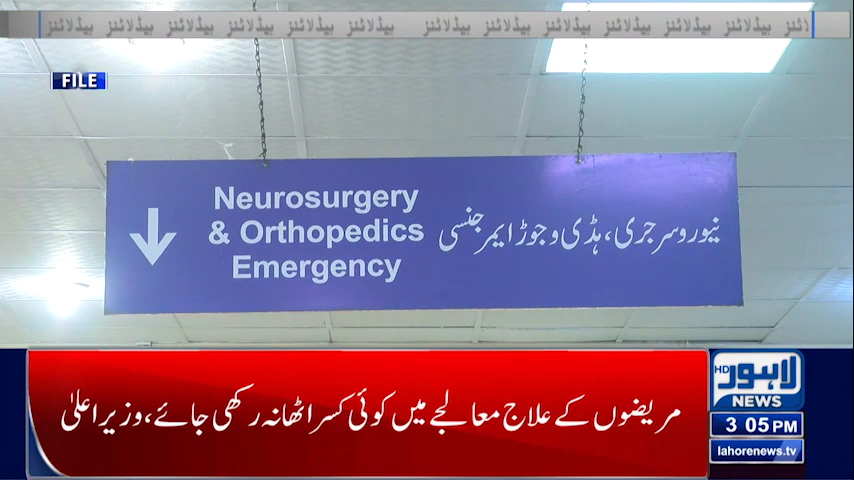 ہیڈلائنز ہیڈلائنز ہیڈلائنز ہیڈلائنز ہیڈلائنز ہیڈلائنز ہیڈلائنز ہیڈلائنز ہیڈلائنز ہیڈلائنز
FILE
Neurosurgery
& Orthopedics
Emergency
نیوروسرجری، ہڈی وجوڑ ایمرجنسی
مریضوں کے علاج معالجے میں کوئی کسر اٹھا نہ رکھی جائے، وزیراعلیٰ
لاہور HD
NEWS
3 05 PM
lahorenews.tv